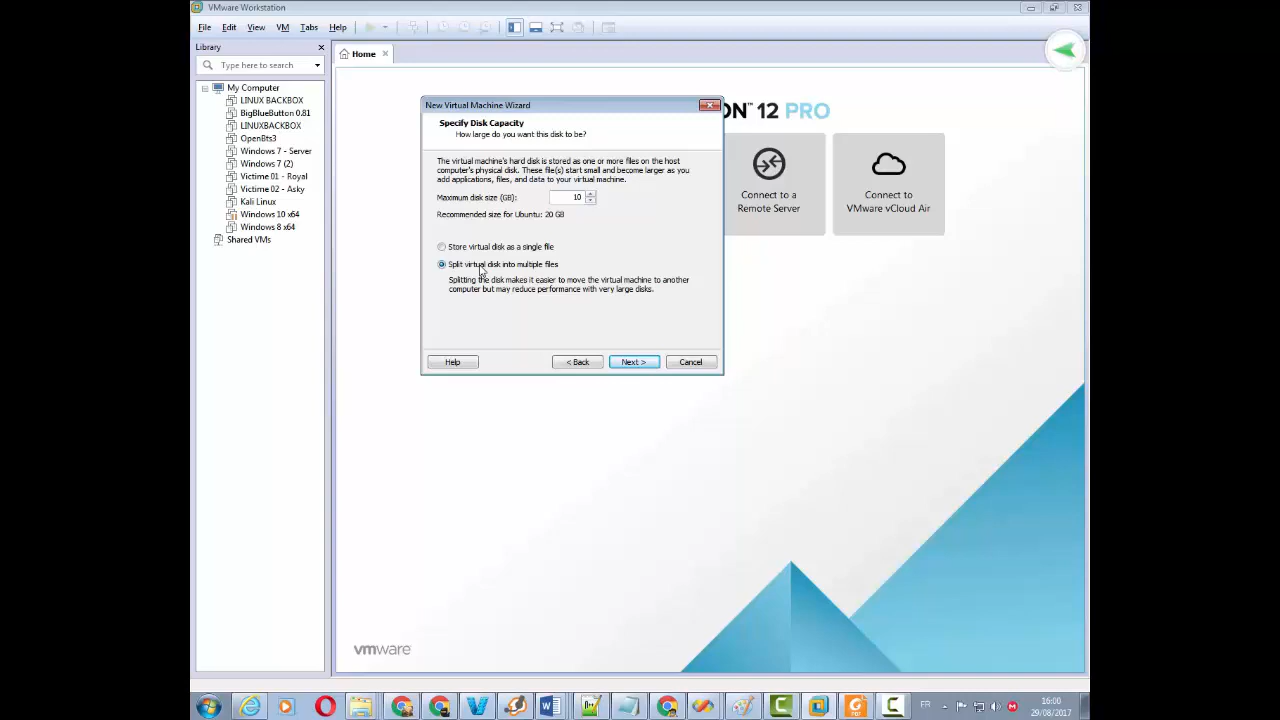 VMware Workstation
File Edit View VM Tabs Help
Library
Type here to search
Home
My Computer
LINUX BACKBOX
BigBlueButton 0.81
LINUXBACKBOX
OpenBts3
Windows 7 - Server
Windows 7 (2)
Victime 01 - Royal
Victime 02 - Asky
Kali Linux
Windows 10 x64
Windows 8 x64
Shared VMs
ON™ 12 PRO
Connect to a
Remote Server
Connect to
VMware vCloud Air
New Virtual Machine Wizard
Specify Disk Capacity
How large do you want this disk to be?
The virtual machine's hard disk is stored as one or more files on the host
computer's physical disk. These file(s) start small and become larger as you
add applications, files, and data to your virtual machine.
Maximum disk size (GB): 10
Recommended size for Ubuntu: 20 GB
Store virtual disk as a single file
Split virtual disk into multiple files
Splitting the disk makes it easier to move the virtual machine to another
computer but may reduce performance with very large disks.
Help < Back Next > Cancel
vmware
FR 16:00
29/08/2017